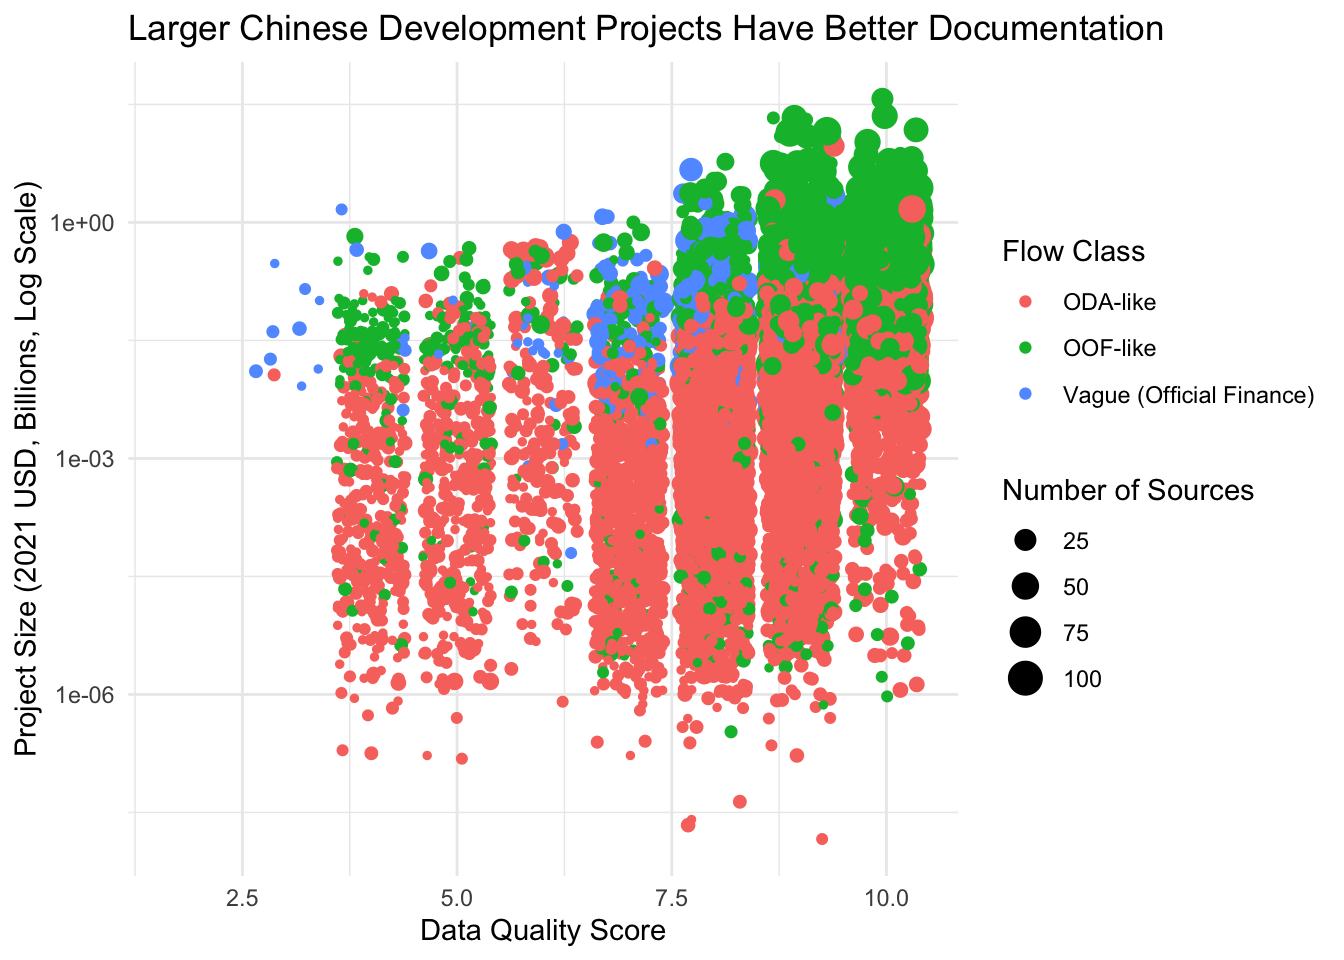 Larger Chinese Development Projects Have Better Documentation
Project Size (2021 USD, Billions, Log Scale)
1e+00
1e-03
1e-06
2.5
5.0
7.5
10.0
Data Quality Score
Flow Class
ODA-like
OOF-like
Vague (Official Finance)
Number of Sources
25
50
75
100